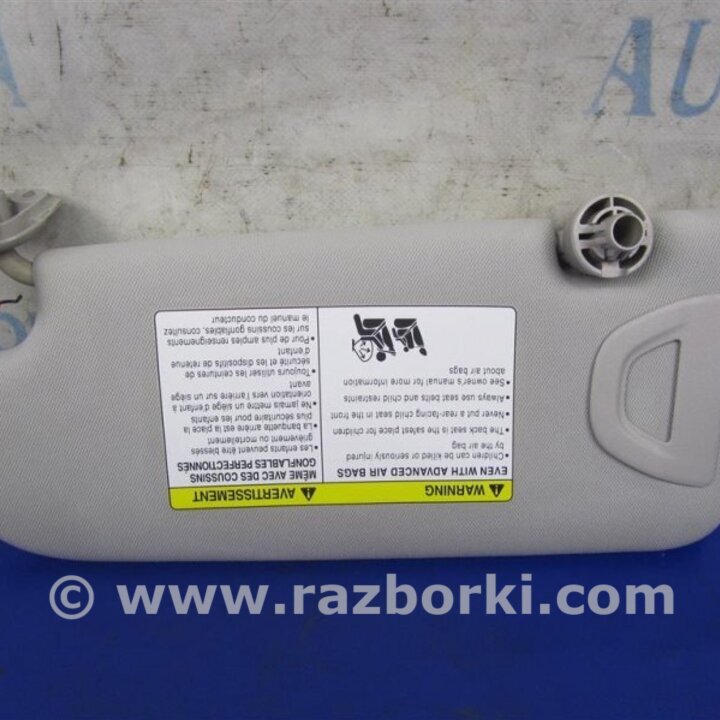 AU
WARNING
EVEN WITH ADVANCED AIR BAGS
•Children can be killed or seriously injured
by the air bag
•The back seat is the safest place for children
•Never put a rear-facing child seat in the front
•Always use seat belts and child restraints
•See owner's manual for more information
about air bags
AVERTISSEMENT
MÊME AVEC DES COUSSINS
GONFLABLES PERFECTIONNÉS
•Les enfants peuvent être blessés
grièvement ou mortellement
•La banquette arrière est la place la
plus sécuritaire pour les enfants
•Ne jamais mettre un siège d'enfant à
orientation vers l'arrière sur un siège
avant
•Toujours utiliser les ceintures de
sécurité et les dispositifs de retenue
d'enfant
•Pour de plus amples renseignements
sur les coussins gonflables, consultez
le manuel du conducteur
© www.razborki.com